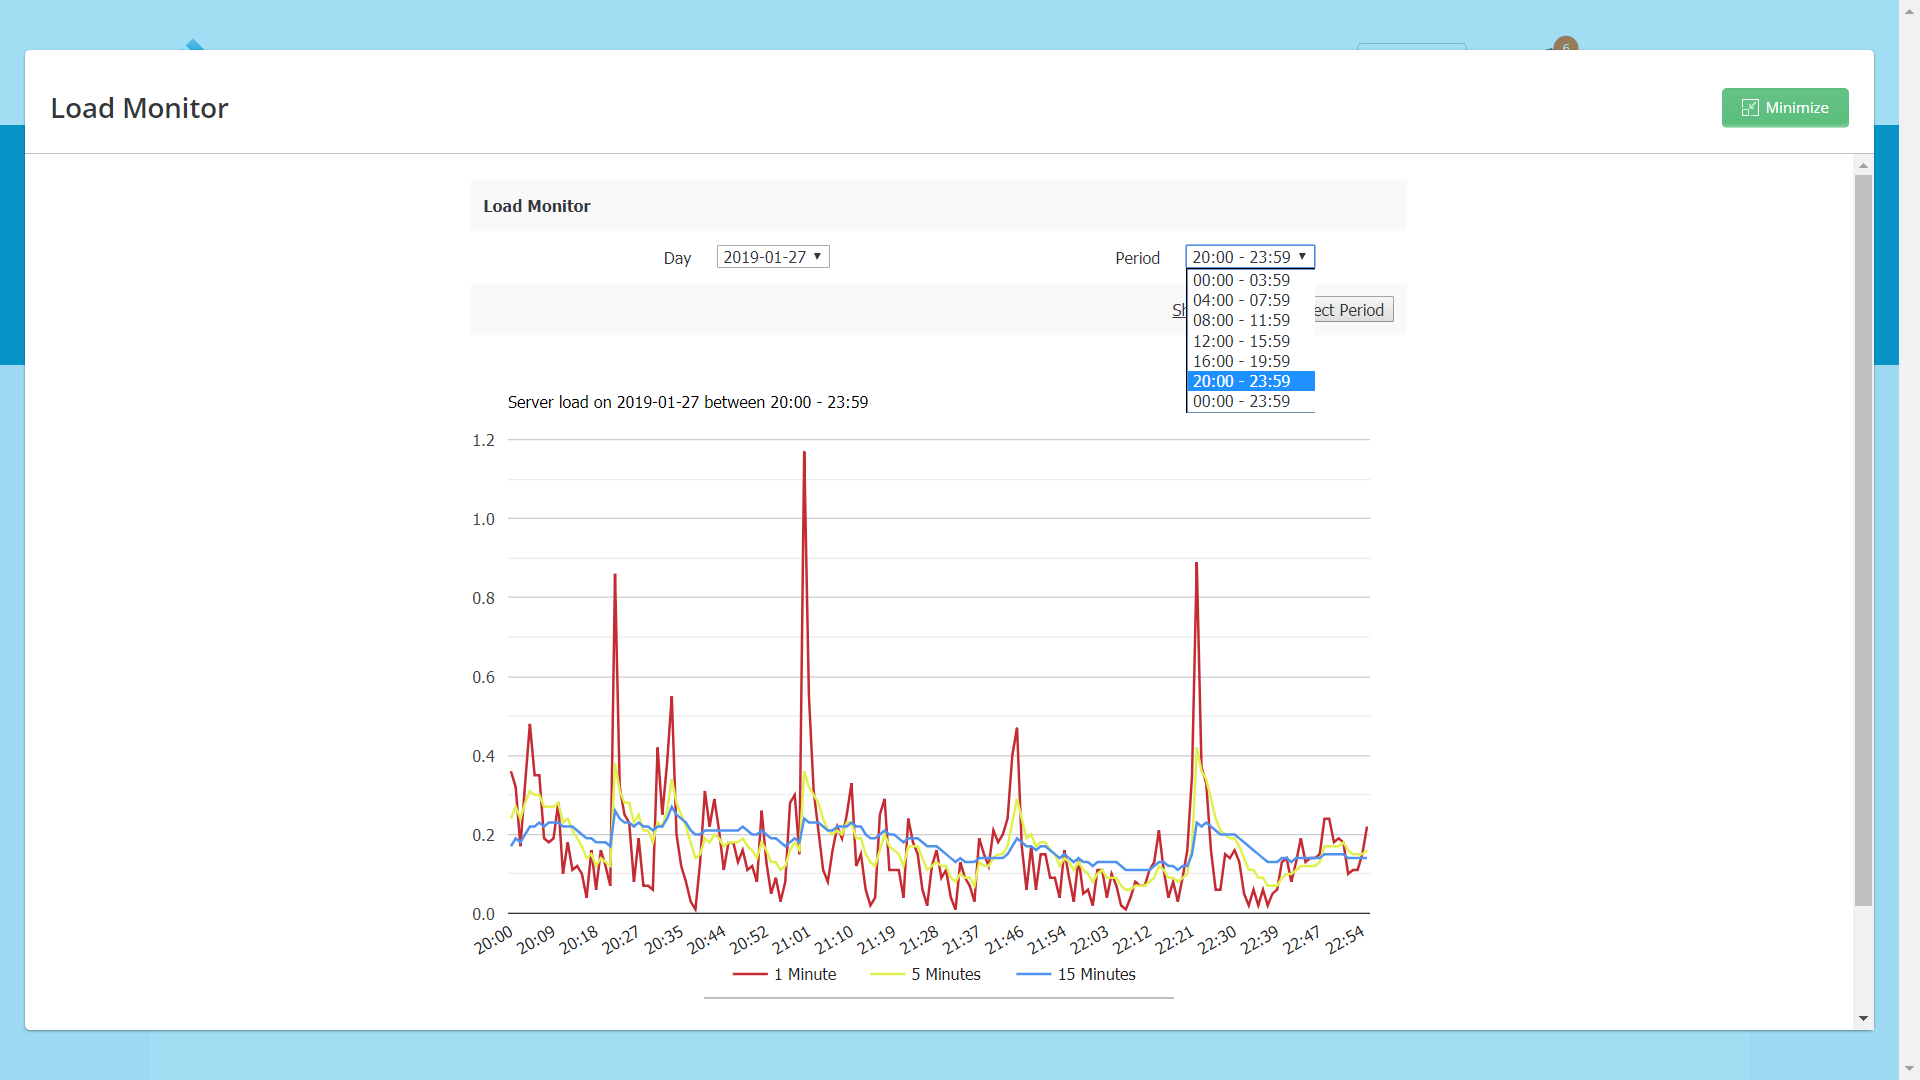 6
Load Monitor
Minimize
Load Monitor
Day 2019-01-27
Period 20:00 - 23:59
00:00 - 03:59
04:00 - 07:59
08:00 - 11:59
12:00 - 15:59
16:00 - 19:59
20:00 - 23:59
00:00 - 23:59
Period
Server load on 2019-01-27 between 20:00 - 23:59
1.2
1.0
0.8
0.6
0.4
0.2
0.0
20:00 20:09 20:18 20:27 20:35 20:44 20:52 21:01 21:10 21:19 21:28 21:37 21:46 21:54 22:03 22:12 22:21 22:30 22:39 22:47 22:54
1 Minute 5 Minutes 15 Minutes